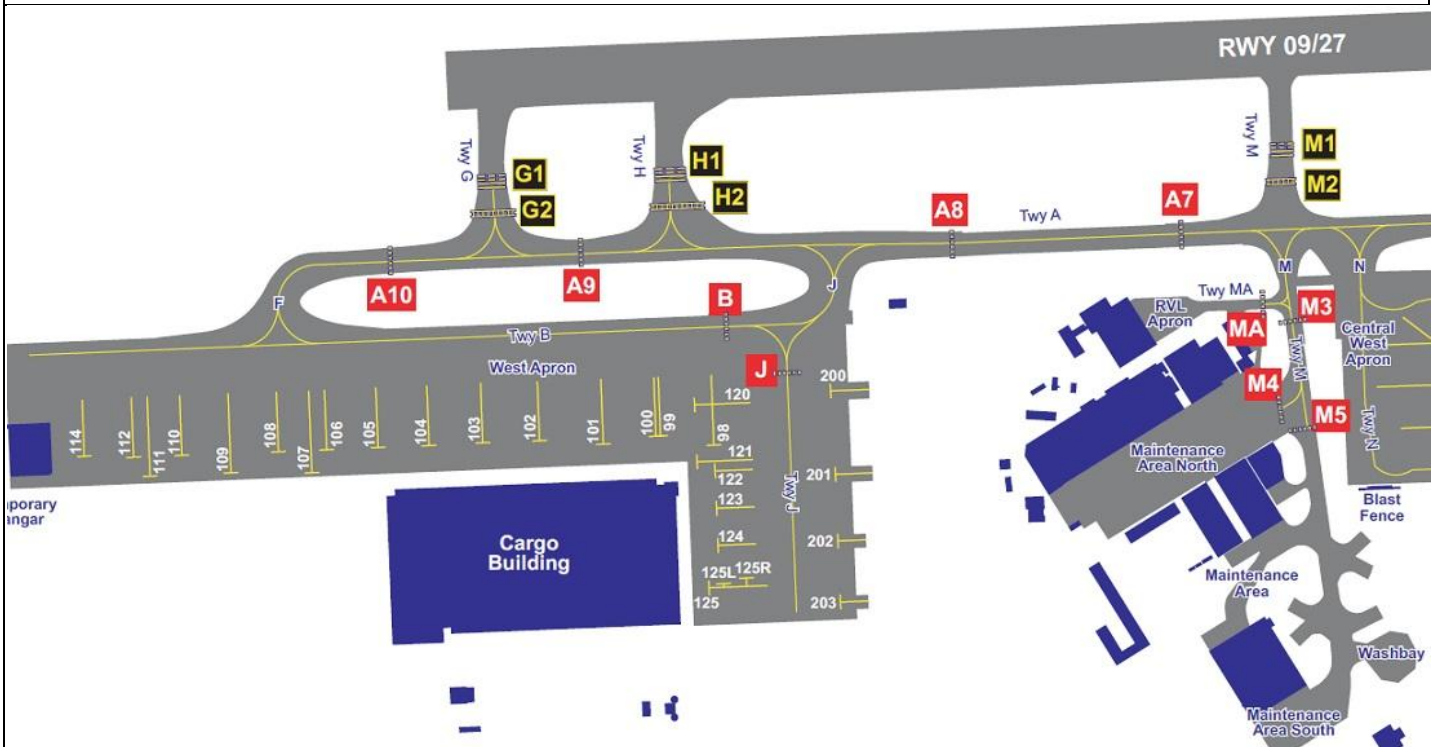 RWY 09/27
Twy G
Twy H
Twy M
G1
G2
H1
H2
M1
M2
A8
Twy A
A7
A10
A9
F
B
J
M
N
Twy MA
M3
MA
RVL
Apron
Central
West
Apron
Twy B
West Apron
J
200
Twy M
M4
M5
120
114
112
111
110
109
108
107
106
105
104
103
102
101
100
99
98
121
122
123
124
125L
125R
125
Twy J
201
202
203
Maintenance
Area North
Twy N
Blast
Fence
Cargo
Building
Maintenance
Area
Washbay
Maintenance
Area South
mporary
angar